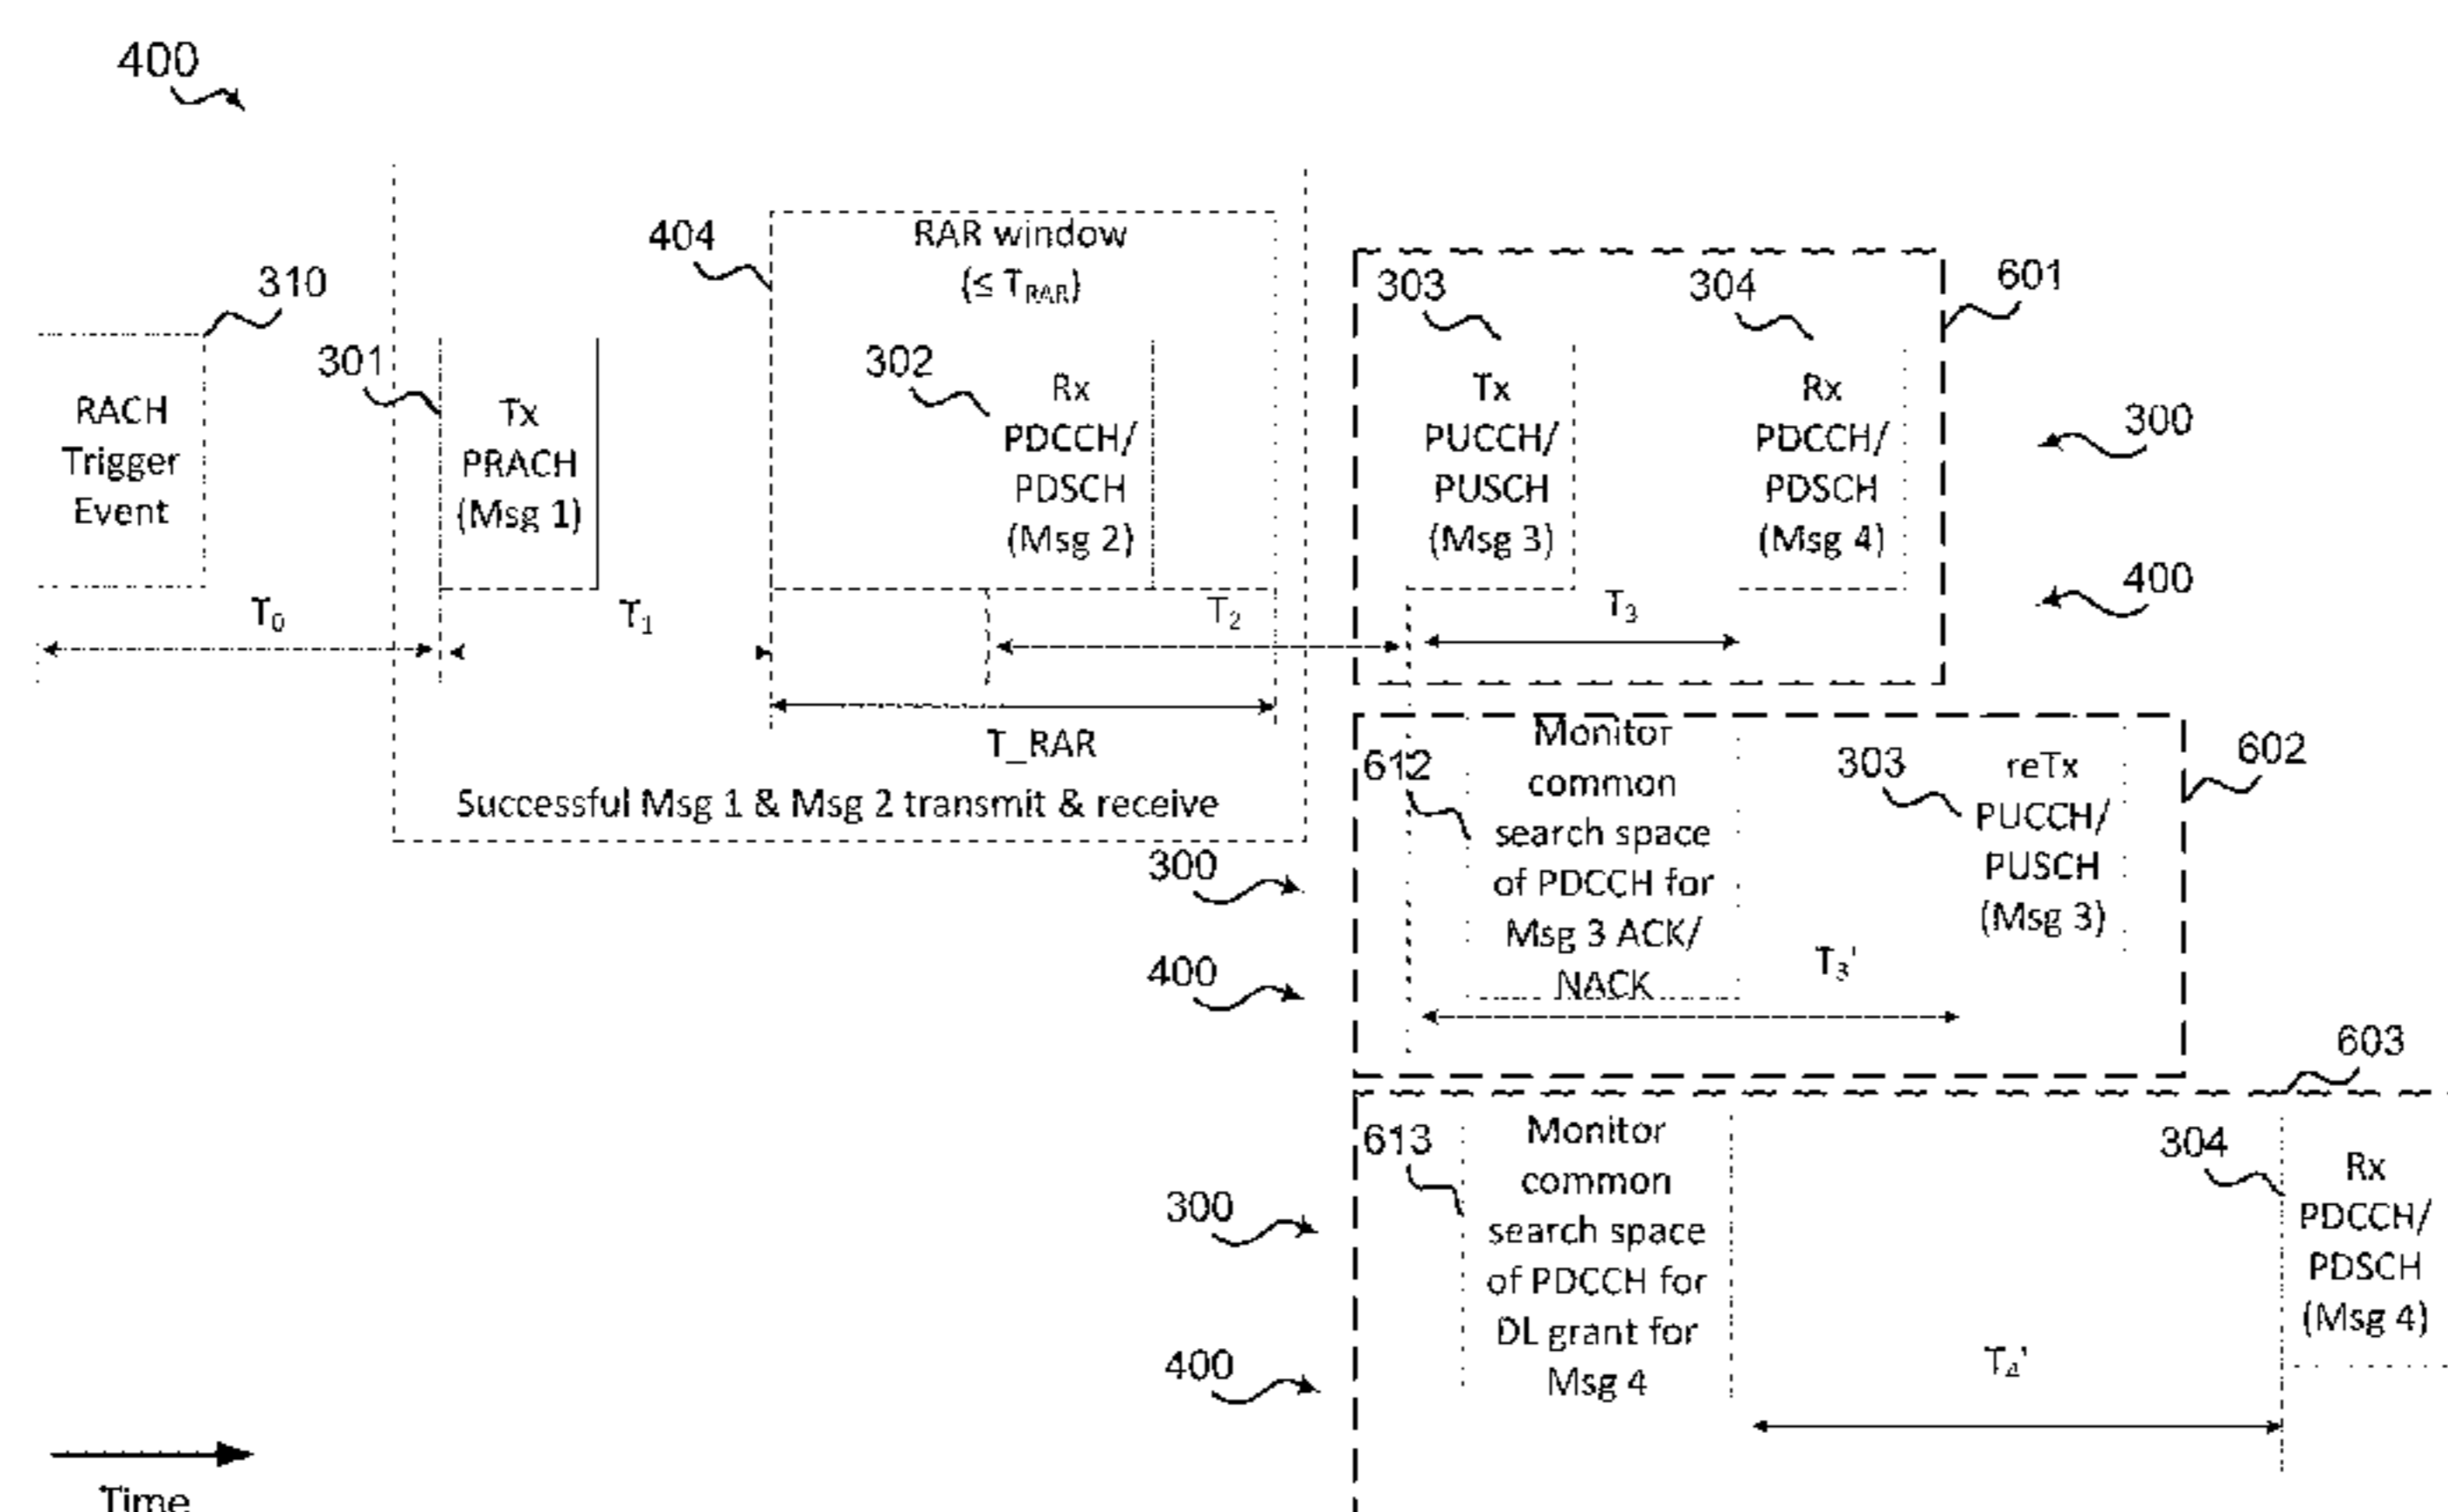 400
310
RACH
Trigger
Event
T₀
301
Tx
PRACH
(Msg 1)
T₁
404
RAR window
(≤ T_RAR)
302
Rx
PDCCH/
PDSCH
(Msg 2)
T₂
T_RAR
Successful Msg 1 & Msg 2 transmit & receive
303
Tx
PUCCH/
PUSCH
(Msg 3)
304
Rx
PDCCH/
PDSCH
(Msg 4)
T₃
601
300
400
612
Monitor
common
search space
of PDCCH for
Msg 3 ACK/
NACK
303
reTx
PUCCH/
PUSCH
(Msg 3)
T₃'
602
300
400
603
613
Monitor
common
search space
of PDCCH for
DL grant for
Msg 4
304
Rx
PDCCH/
PDSCH
(Msg 4)
T₄'
300
400
Time